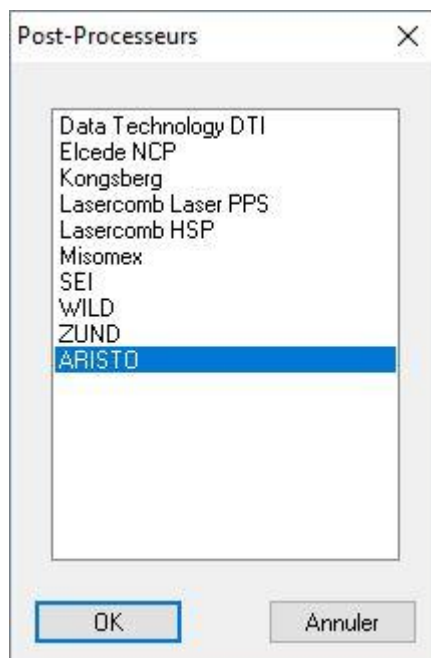 Post-Processeurs
Data Technology DTI
Elcede NCP
Kongsberg
Lasercomb Laser PPS
Lasercomb HSP
Misomex
SEI
WILD
ZUND
ARISTO
OK
Annuler